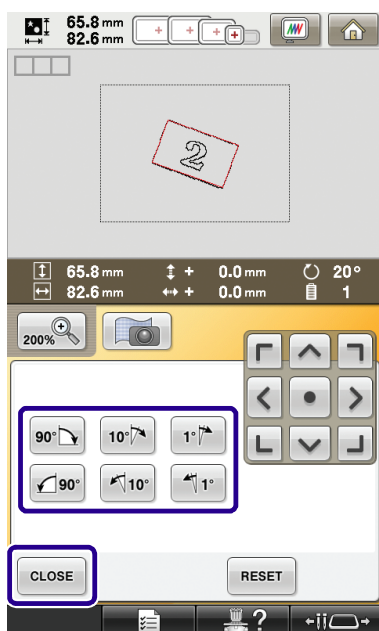 65.8 mm
82.6 mm
2
65.8 mm + 0.0 mm 20°
82.6 mm + 0.0 mm 1
200%
90° 10° 1°
90° 10° 1°
CLOSE RESET
?